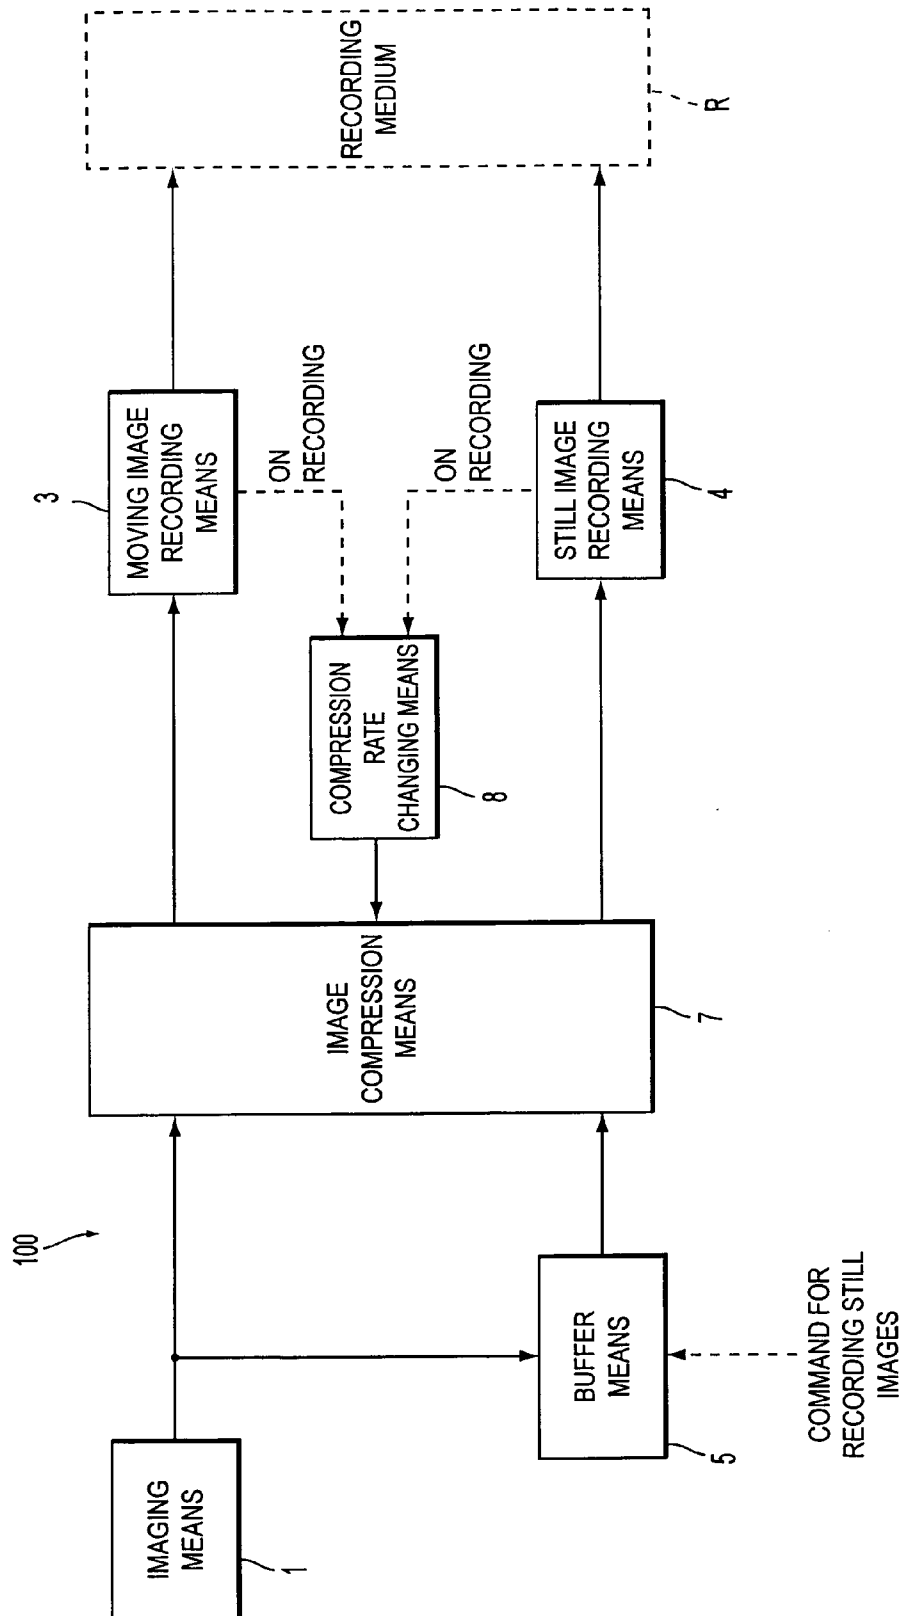 100
IMAGING
MEANS
1
BUFFER
MEANS
5
COMMAND FOR
RECORDING STILL
IMAGES
IMAGE
COMPRESSION
MEANS
7
COMPRESSION
RATE
CHANGING MEANS
8
3
MOVING IMAGE
RECORDING
MEANS
ON
RECORDING
ON
RECORDING
STILL IMAGE
RECORDING
MEANS
4
RECORDING
MEDIUM
R